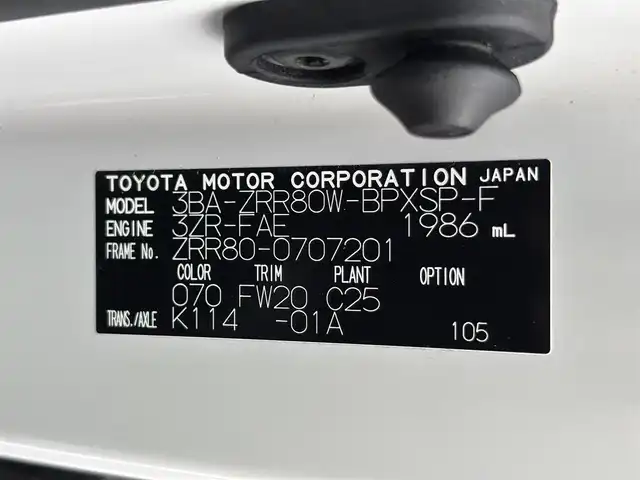 TOYOTA MOTOR CORPORATION JAPAN
MODEL 3BA-ZRR80W-BPXSP-F
ENGINE 3ZR-FAE 1986 mL
FRAME No. ZRR80-0707201
COLOR TRIM PLANT OPTION
070 FW20 C25
TRANS./AXLE K114 -01A 105